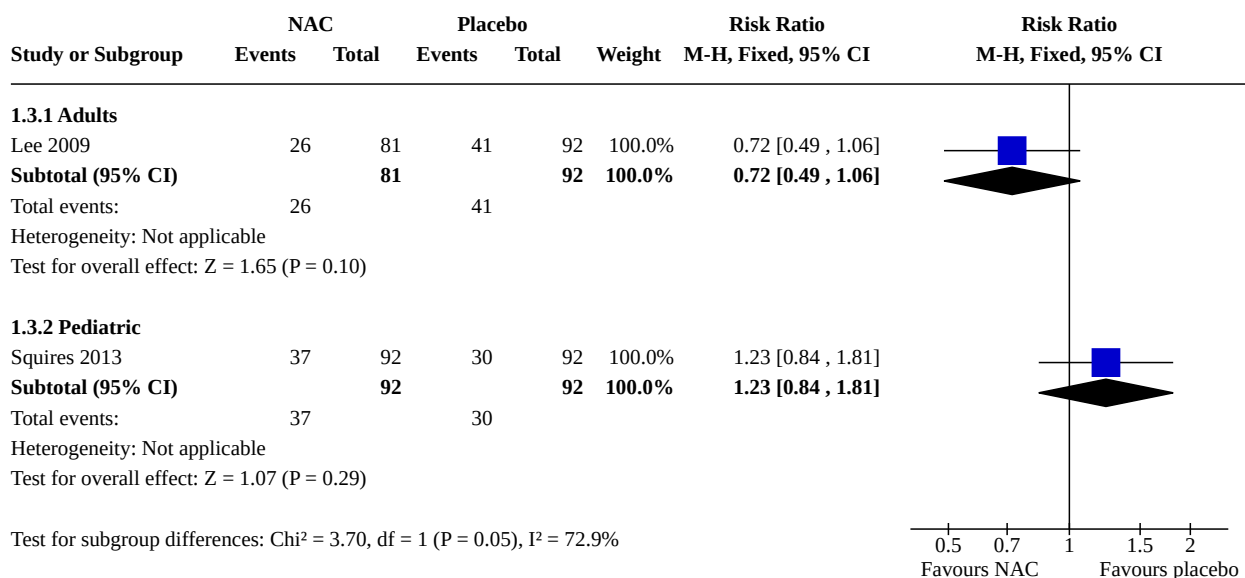 NAC Placebo Risk Ratio Risk Ratio
Study or Subgroup Events Total Events Total Weight M-H, Fixed, 95% CI M-H, Fixed, 95% CI
1.3.1 Adults
Lee 2009 26 81 41 92 100.0% 0.72 [0.49 , 1.06]
Subtotal (95% CI) 81 92 100.0% 0.72 [0.49 , 1.06]
Total events: 26 41
Heterogeneity: Not applicable
Test for overall effect: Z = 1.65 (P = 0.10)
1.3.2 Pediatric
Squires 2013 37 92 30 92 100.0% 1.23 [0.84 , 1.81]
Subtotal (95% CI) 92 92 100.0% 1.23 [0.84 , 1.81]
Total events: 37 30
Heterogeneity: Not applicable
Test for overall effect: Z = 1.07 (P = 0.29)
Test for subgroup differences: Chi² = 3.70, df = 1 (P = 0.05), I² = 72.9%
0.5 0.7 1 1.5 2
Favours NAC Favours placebo